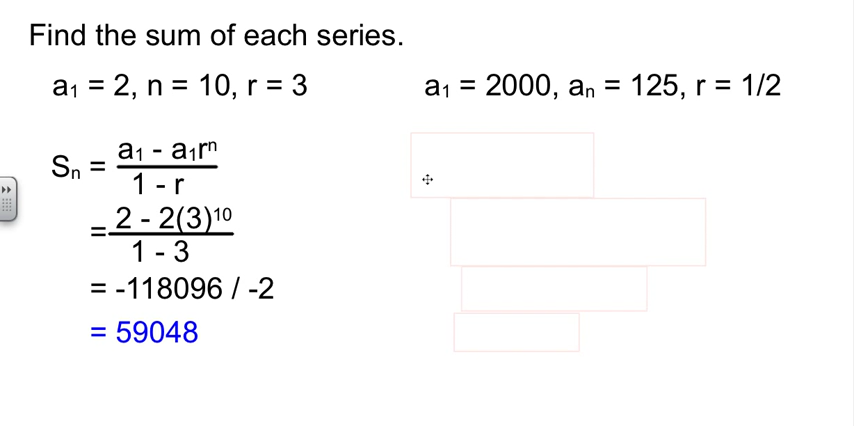 Find the sum of each series.
a₁ = 2, n = 10, r = 3
a₁ = 2000, aₙ = 125, r = 1/2
Sₙ = a₁ - a₁rⁿ
1 - r
= 2 - 2(3)¹⁰
1 - 3
= -118096 / -2
= 59048